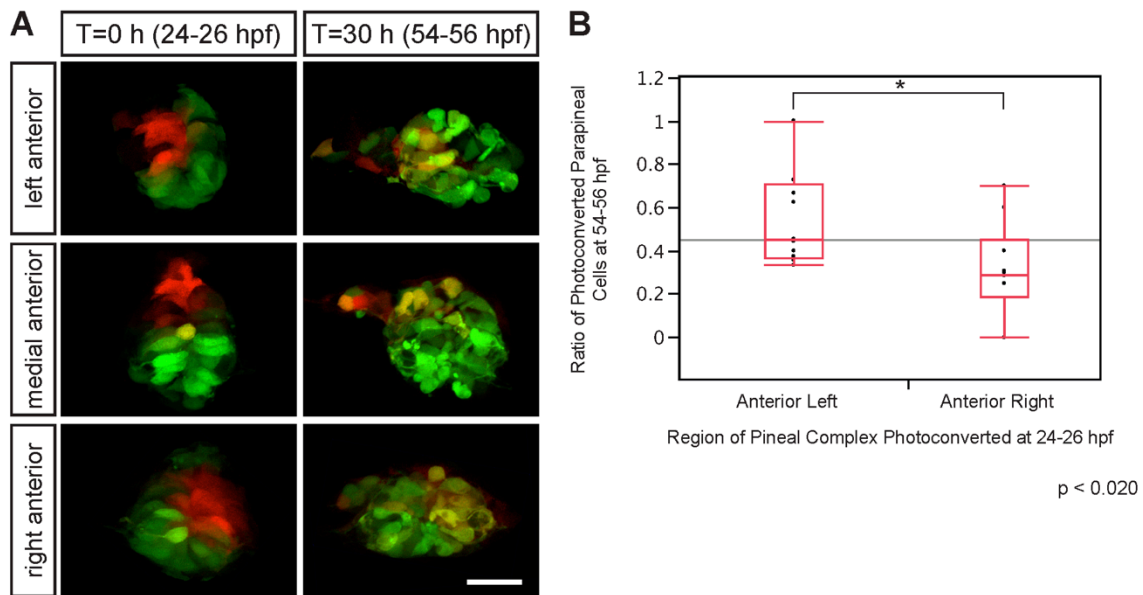 A
T=0 h (24-26 hpf)
T=30 h (54-56 hpf)
left anterior
medial anterior
right anterior
B
Ratio of Photoconverted Parapineal
Cells at 54-56 hpf
1.2
1
0.8
0.6
0.4
0.2
0
*
Anterior Left
Anterior Right
Region of Pineal Complex Photoconverted at 24-26 hpf
p < 0.020